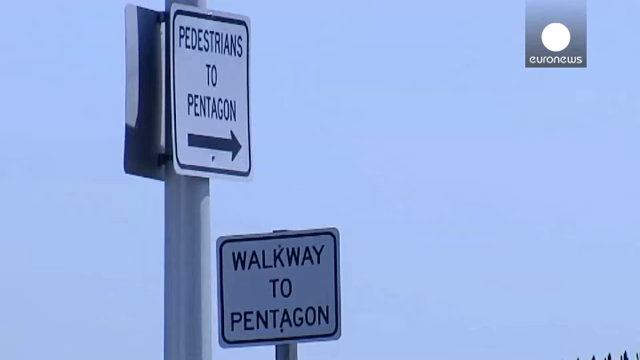 PEDESTRIANS
TO
PENTAGON
WALKWAY
TO
PENTAGON
euronews